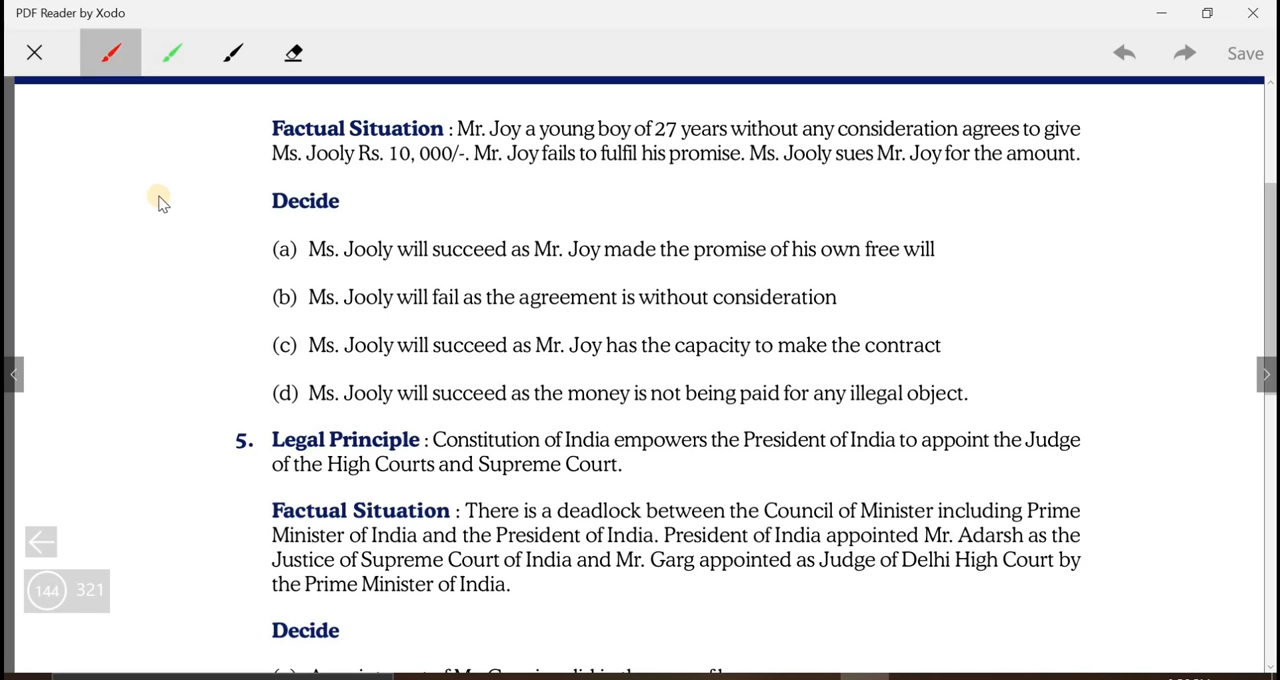 PDF Reader by Xodo
Save
Factual Situation : Mr. Joy a young boy of 27 years without any consideration agrees to give
Ms. Jooly Rs. 10, 000/-. Mr. Joy fails to fulfil his promise. Ms. Jooly sues Mr. Joy for the amount.
Decide
(a) Ms. Jooly will succeed as Mr. Joy made the promise of his own free will
(b) Ms. Jooly will fail as the agreement is without consideration
(c) Ms. Jooly will succeed as Mr. Joy has the capacity to make the contract
(d) Ms. Jooly will succeed as the money is not being paid for any illegal object.
5. Legal Principle : Constitution of India empowers the President of India to appoint the Judge
of the High Courts and Supreme Court.
Factual Situation : There is a deadlock between the Council of Minister including Prime
Minister of India and the President of India. President of India appointed Mr. Adarsh as the
Justice of Supreme Court of India and Mr. Garg appointed as Judge of Delhi High Court by
the Prime Minister of India.
144 321
Decide